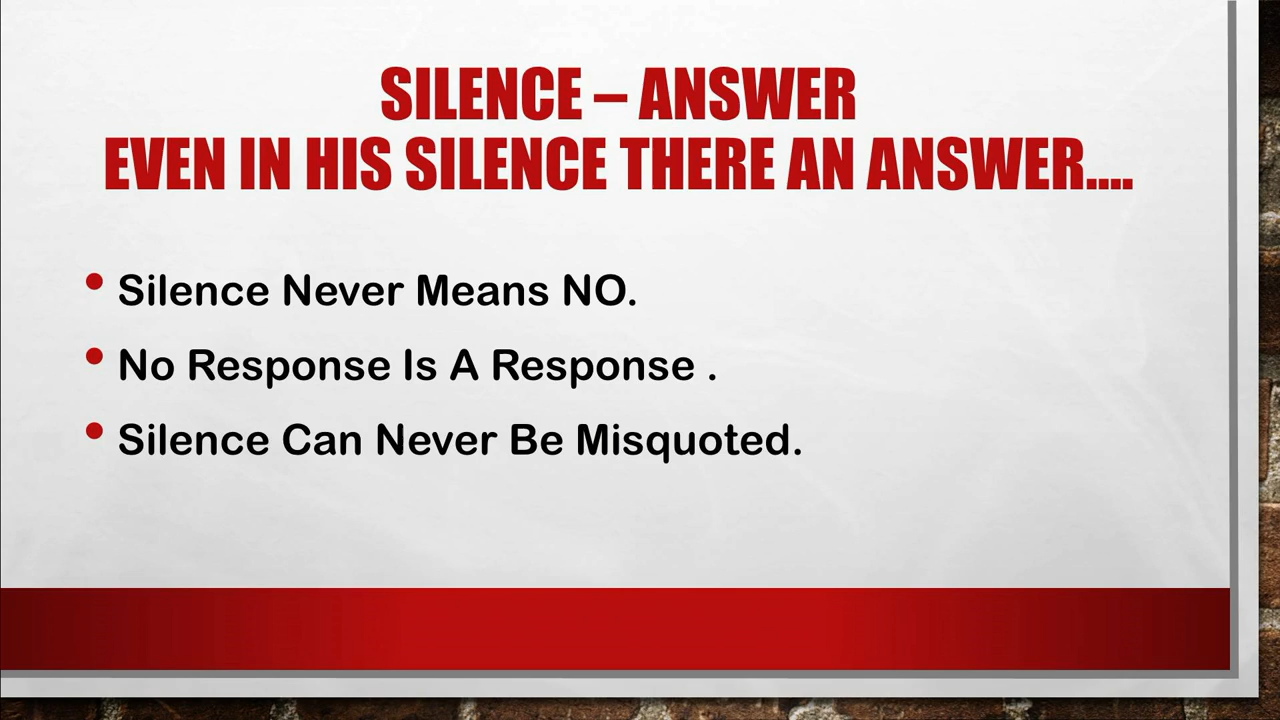 SILENCE – ANSWER
EVEN IN HIS SILENCE THERE AN ANSWER....
• Silence Never Means NO.
• No Response Is A Response .
• Silence Can Never Be Misquoted.